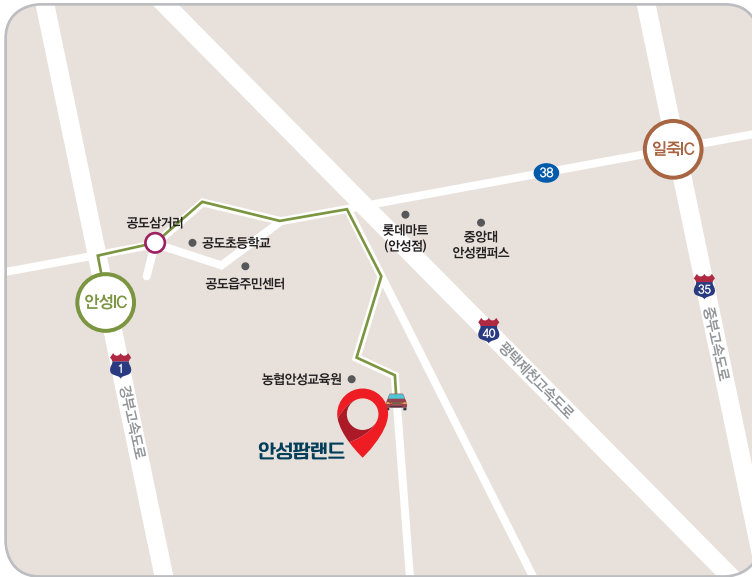 일죽IC
38
공도삼거리
롯데마트
(안성점)
중앙대
안성캠퍼스
공도초등학교
공도읍주민센터
안성IC
35
중부고속도로
40
평택제천고속도로
1
경부고속도로
농협안성교육원
안성팜랜드